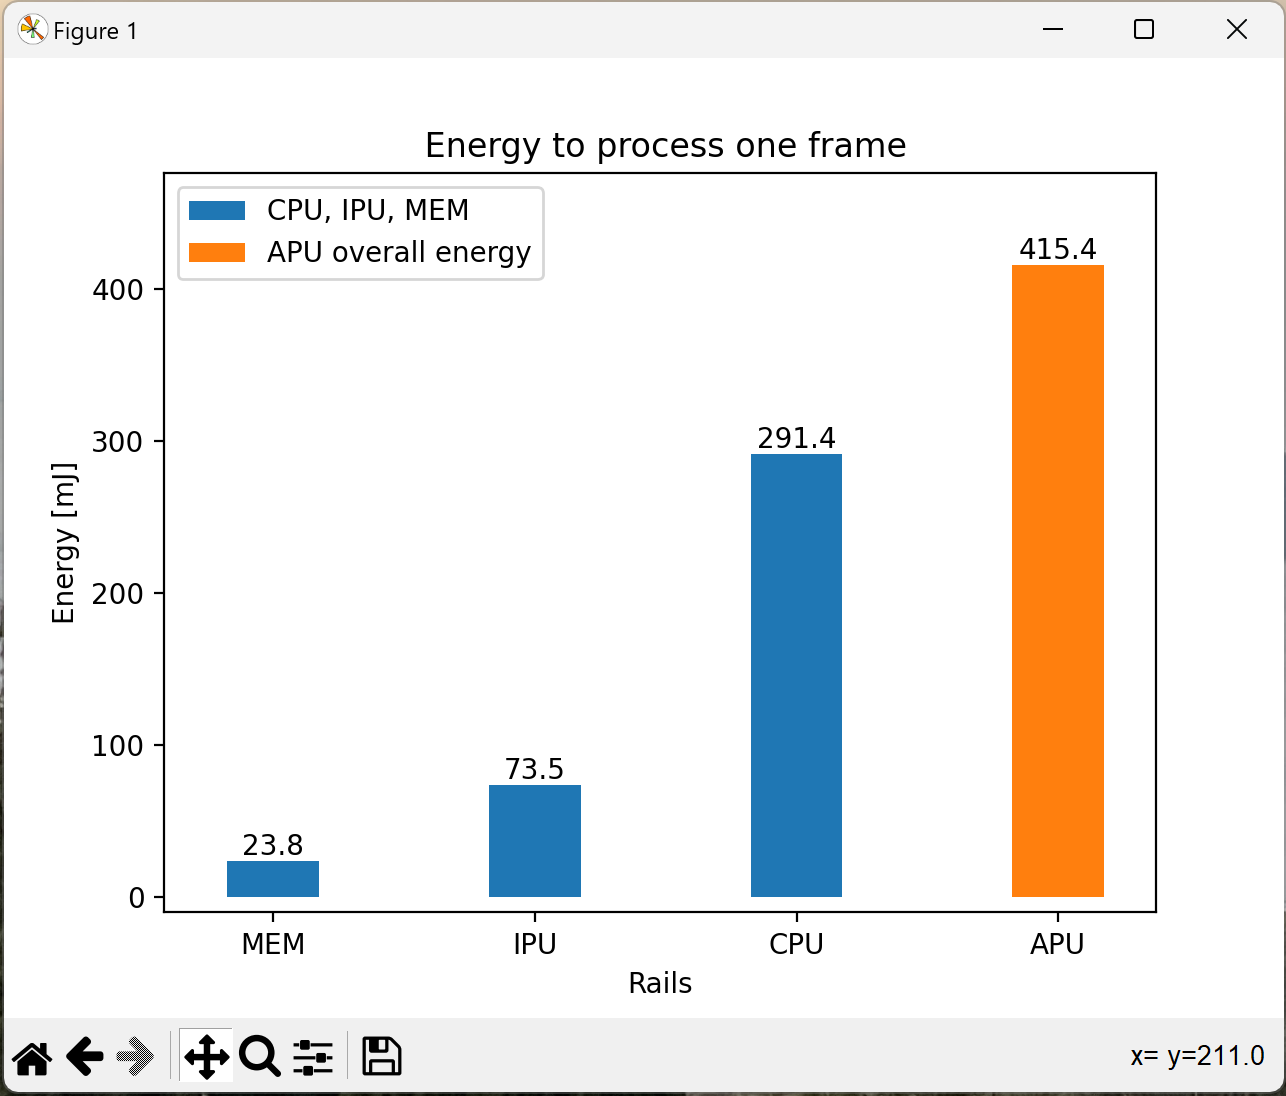 Figure 1
Energy to process one frame
CPU, IPU, MEM
APU overall energy
415.4
400
291.4
300
Energy [mJ]
200
100
73.5
23.8
0
MEM IPU CPU APU
Rails
x= y=211.0